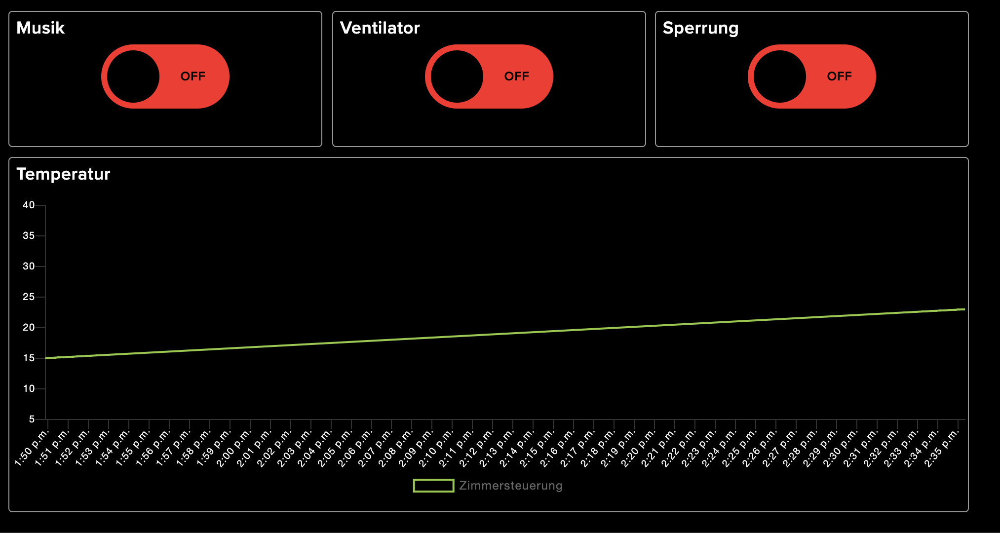 Musik
OFF
Ventilator
OFF
Sperrung
OFF
Temperatur
40
35
30
25
20
15
10
5
1:50 p.m.
1:51 p.m.
1:52 p.m.
1:53 p.m.
1:54 p.m.
1:55 p.m.
1:56 p.m.
1:57 p.m.
1:58 p.m.
1:59 p.m.
2:00 p.m.
2:01 p.m.
2:02 p.m.
2:03 p.m.
2:04 p.m.
2:05 p.m.
2:06 p.m.
2:07 p.m.
2:08 p.m.
2:09 p.m.
2:10 p.m.
2:11 p.m.
2:12 p.m.
2:13 p.m.
2:14 p.m.
2:15 p.m.
2:16 p.m.
2:17 p.m.
2:18 p.m.
2:19 p.m.
2:20 p.m.
2:21 p.m.
2:22 p.m.
2:23 p.m.
2:24 p.m.
2:25 p.m.
2:26 p.m.
2:27 p.m.
2:28 p.m.
2:29 p.m.
2:30 p.m.
2:31 p.m.
2:32 p.m.
2:33 p.m.
2:34 p.m.
2:35 p.m.
Zimmersteuerung